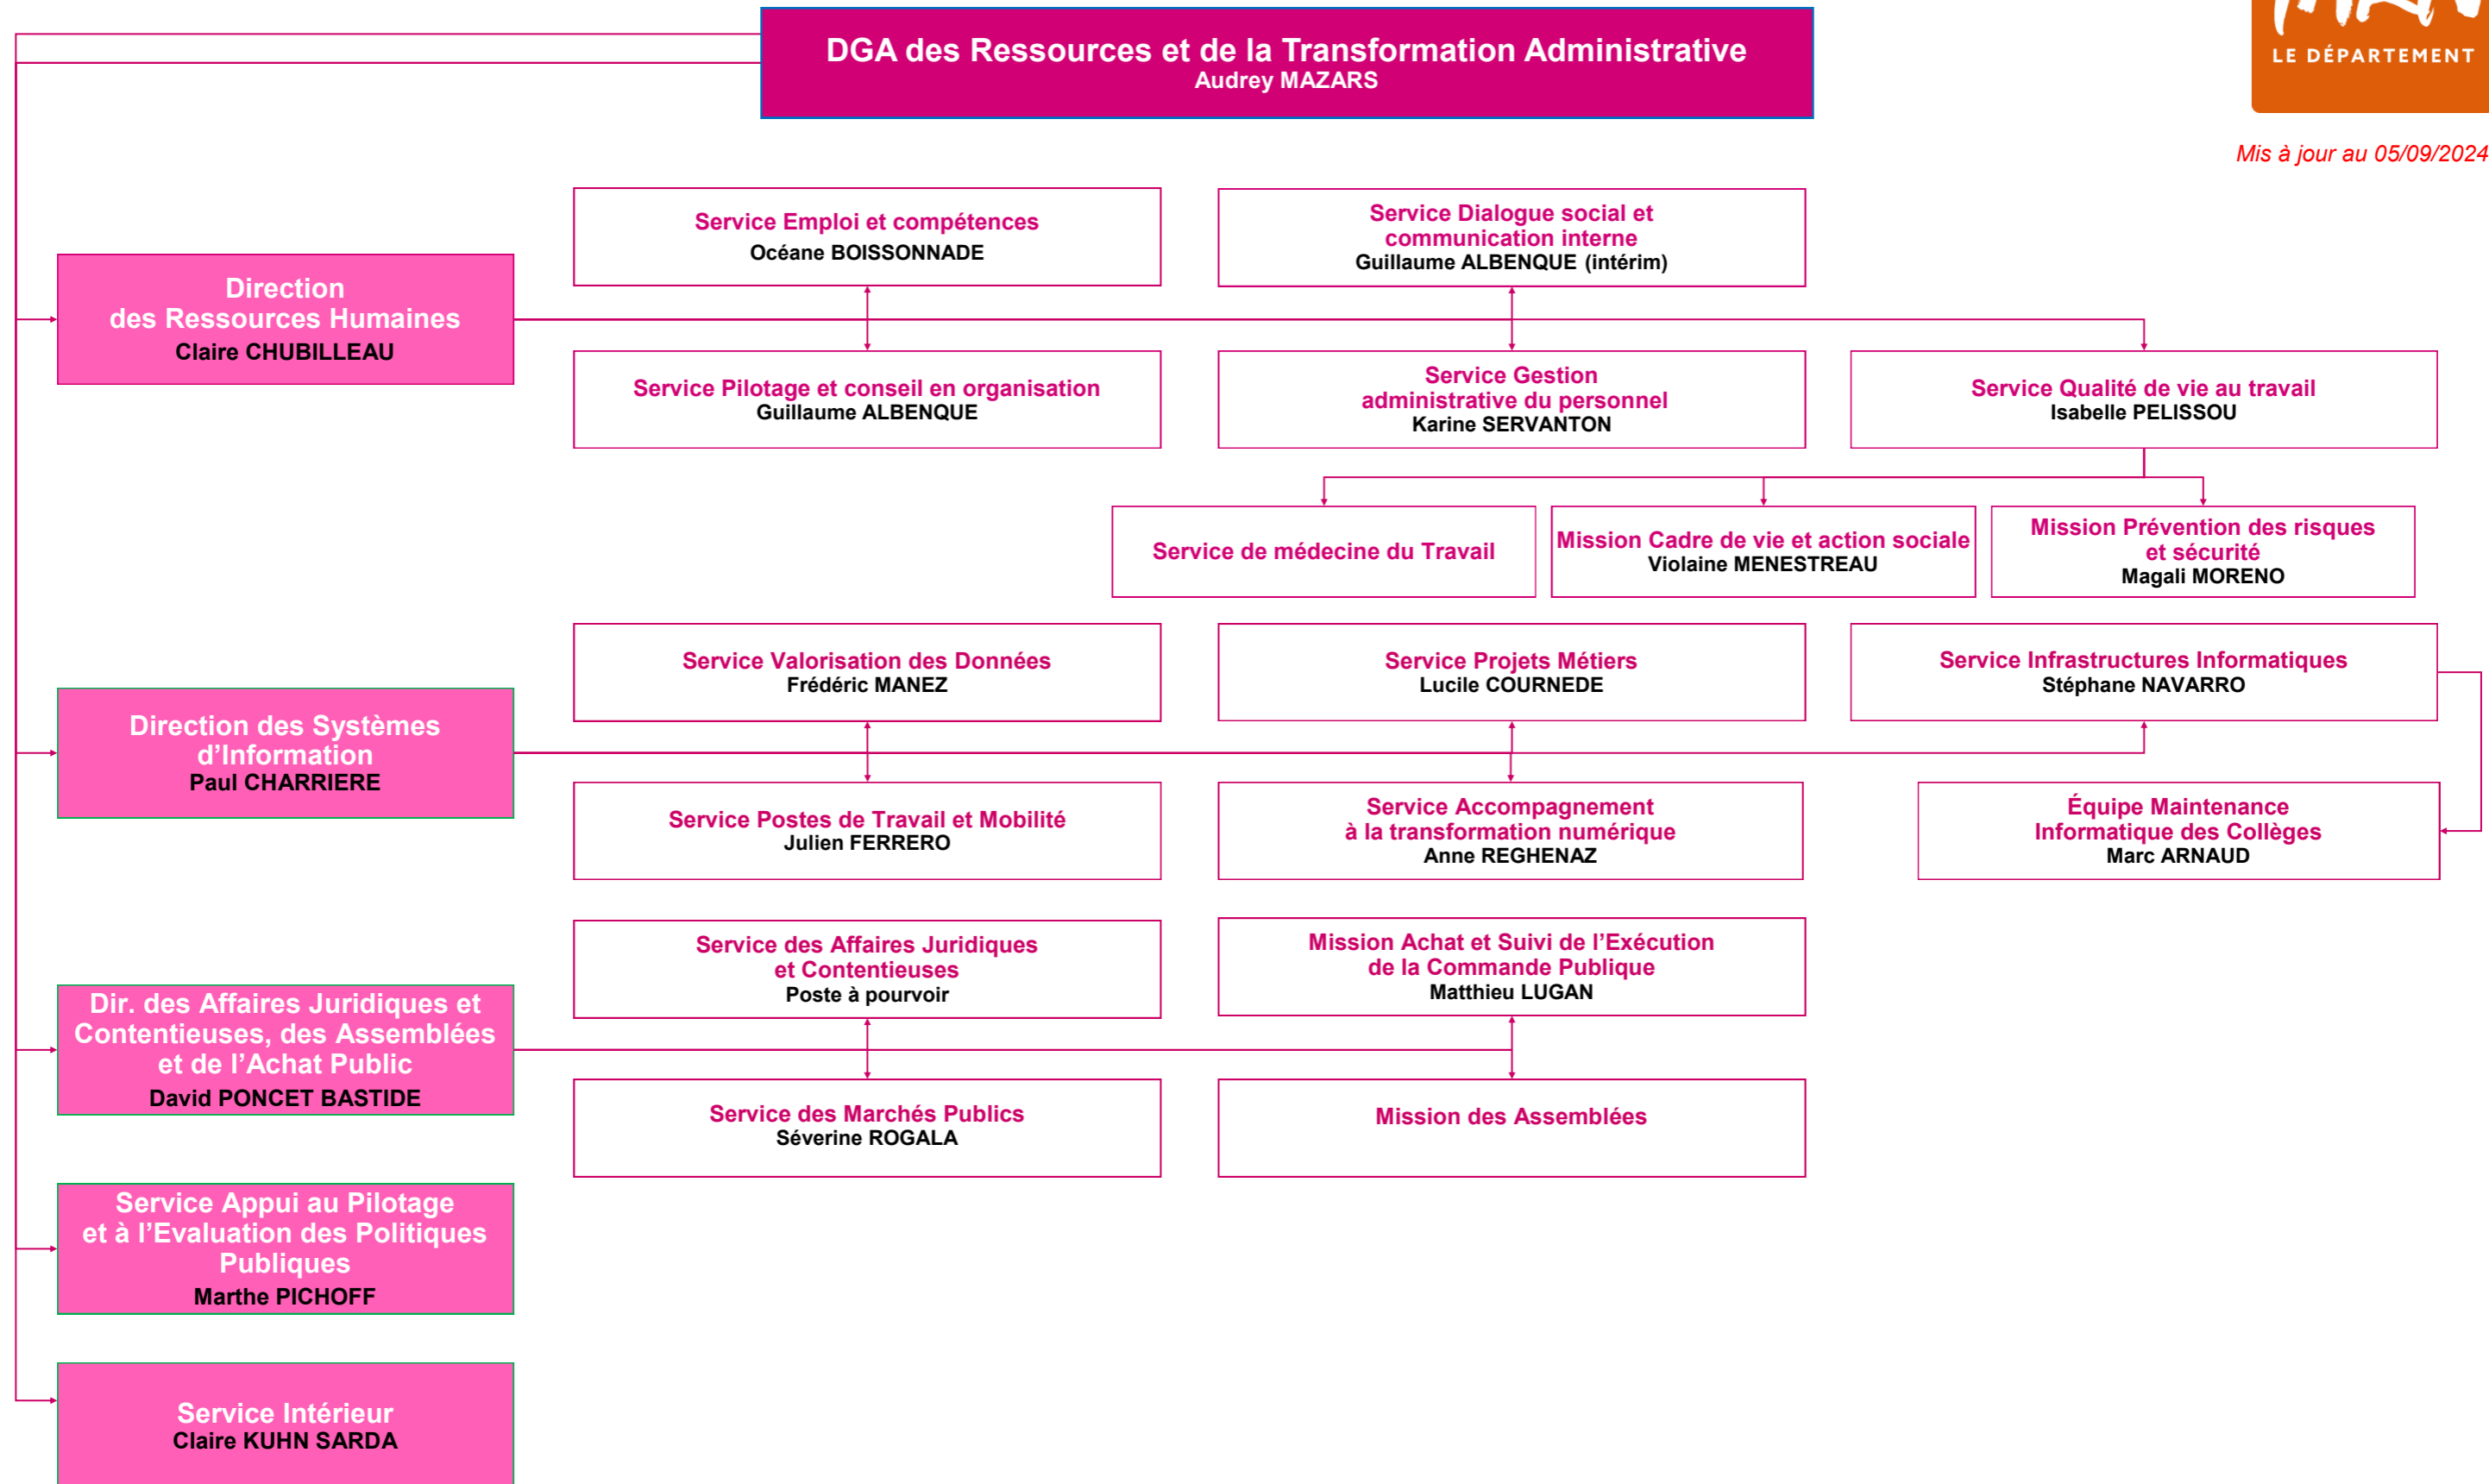 DGA des Ressources et de la Transformation Administrative
Audrey MAZARS
LE DÉPARTEMENT
Mis à jour au 05/09/2024
Direction
des Ressources Humaines
Claire CHUBILLEAU
Service Emploi et compétences
Océane BOISSONNADE
Service Dialogue social et
communication interne
Guillaume ALBENQUE (intérim)
Service Pilotage et conseil en organisation
Guillaume ALBENQUE
Service Gestion
administrative du personnel
Karine SERVANTON
Service Qualité de vie au travail
Isabelle PELISSOU
Service de médecine du Travail
Mission Cadre de vie et action sociale
Violaine MENESTREAU
Mission Prévention des risques
et sécurité
Magali MORENO
Direction des Systèmes
d’Information
Paul CHARRIERE
Service Valorisation des Données
Frédéric MANEZ
Service Projets Métiers
Lucile COURNEDE
Service Infrastructures Informatiques
Stéphane NAVARRO
Service Postes de Travail et Mobilité
Julien FERRERO
Service Accompagnement
à la transformation numérique
Anne REGHENAZ
Équipe Maintenance
Informatique des Collèges
Marc ARNAUD
Dir. des Affaires Juridiques et
Contentieuses, des Assemblées
et de l’Achat Public
David PONCET BASTIDE
Service des Affaires Juridiques
et Contentieuses
Poste à pourvoir
Mission Achat et Suivi de l’Exécution
de la Commande Publique
Matthieu LUGAN
Service des Marchés Publics
Séverine ROGALA
Mission des Assemblées
Service Appui au Pilotage
et à l’Evaluation des Politiques
Publiques
Marthe PICHOFF
Service Intérieur
Claire KUHN SARDA